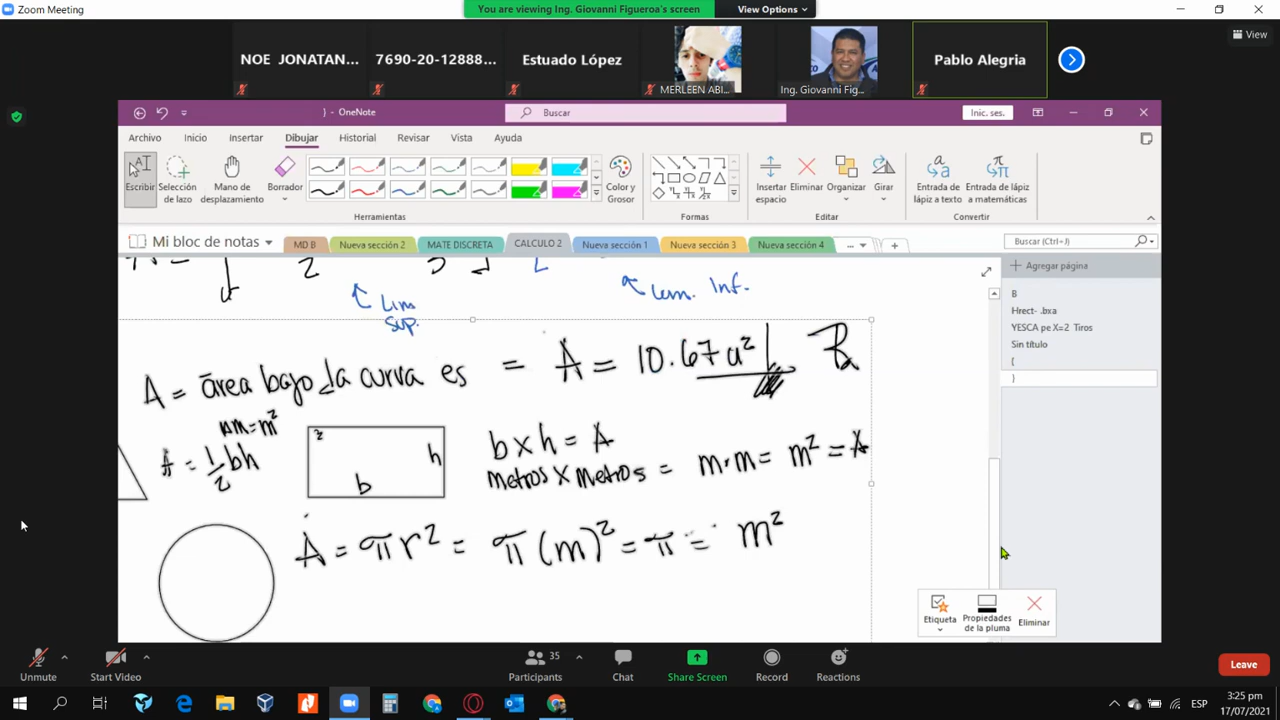 Zoom Meeting
You are viewing Ing. Giovanni Figueroa's screen
View Options
View
NOE JONATAN...
7690-20-12888...
Estuado López
MERLEEN ABI...
Ing. Giovanni Fig...
Pablo Alegria
} - OneNote
Buscar
Inic. ses.
Archivo Inicio Insertar Dibujar Historial Revisar Vista Ayuda
Escribir
Selección de lazo
Mano de desplazamiento
Borrador
Color y Grosor
Insertar espacio
Eliminar
Organizar
Girar
Entrada de lápiz a texto
Entrada de lápiz a matemáticas
Herramientas
Formas
Editar
Convertir
Mi bloc de notas
MD B
Nueva sección 2
MATE DISCRETA
CALCULO 2
Nueva sección 1
Nueva sección 3
Nueva sección 4
...
Buscar (Ctrl+J)
Agregar página
B
Hrect- .bxa
YESCA pe X=2 Tiros
Sin título
{
}
2
3
2
Lim sup.
Lim. Inf.
A = área bajo la curva es = A = 10.67 u²
m m = m²
A = 1/2 bh
h
b
b x h = A
metros x metros = m·m = m² = A
A = πr² = π(m)² = π = m²
Etiqueta
Propiedades de la pluma
Eliminar
Unmute
Start Video
35
Participants
Chat
Share Screen
Record
Reactions
Leave
ESP
3:25 pm
17/07/2021